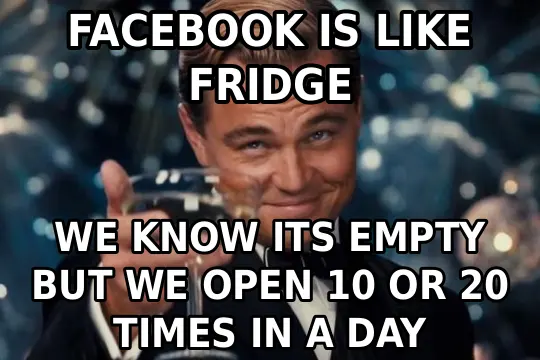 FACEBOOK IS LIKE
FRIDGE
WE KNOW ITS EMPTY
BUT WE OPEN 10 OR 20
TIMES IN A DAY